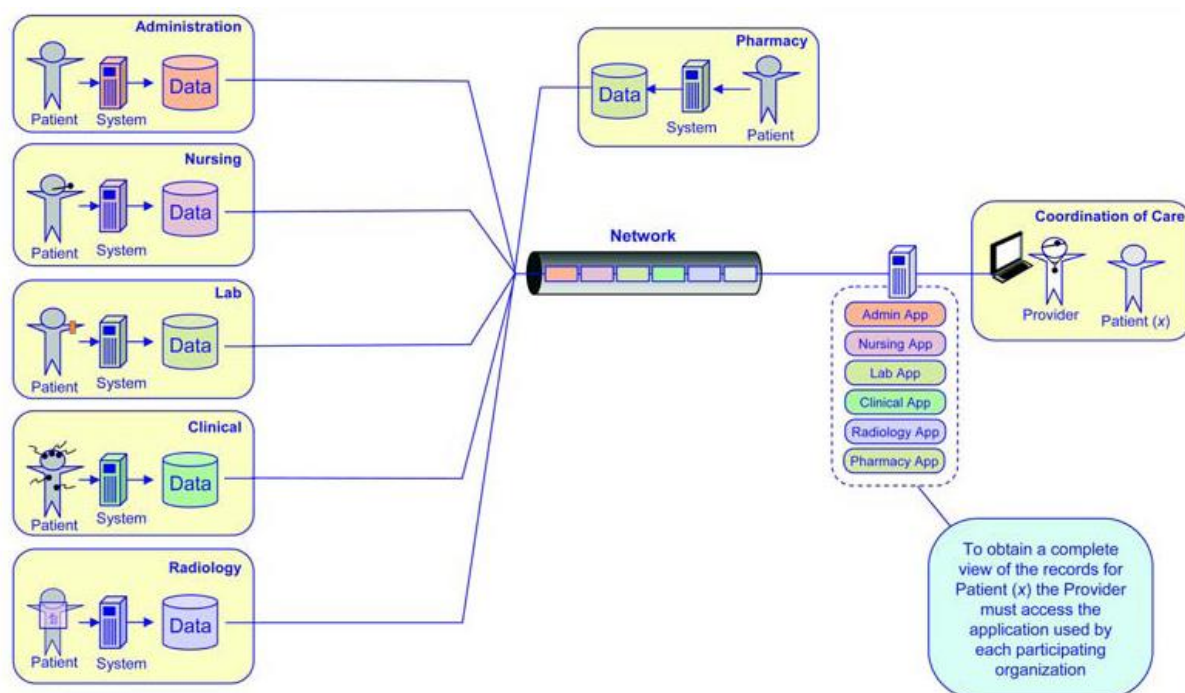 Administration
Data
Patient
System
Nursing
Data
Patient
System
Lab
Data
Patient
System
Clinical
Data
Patient
System
Radiology
Data
Patient
System
Pharmacy
Data
System
Patient
Network
Coordination of Care
Provider
Patient (x)
Admin App
Nursing App
Lab App
Clinical App
Radiology App
Pharmacy App
To obtain a complete
view of the records for
Patient (x) the Provider
must access the
application used by
each participating
organization